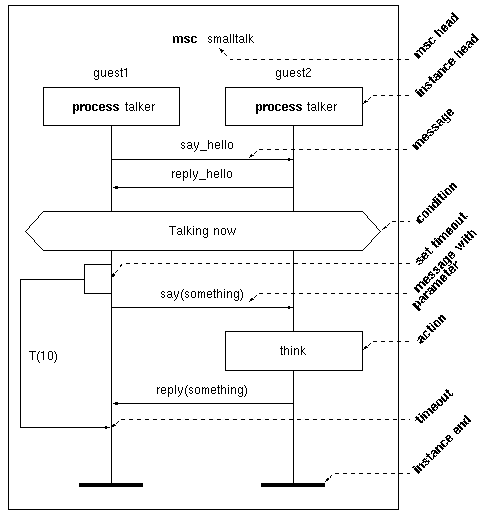 msc smalltalk
msc head
guest1
guest2
instance head
process talker
process talker
message
say_hello
reply_hello
condition
Talking now
set timeout
message with
parameter
say(something)
action
think
T(10)
reply(something)
timeout
instance end